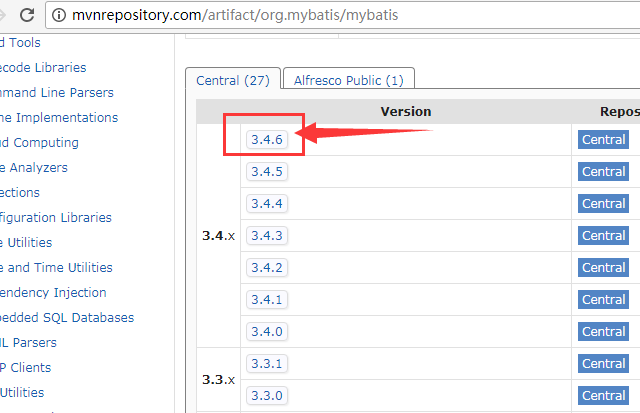 mvnrepository.com/artifact/org.mybatis/mybatis
d Tools
ecode Libraries
mmand Line Parsers
he Implementations
ud Computing
e Analyzers
ections
figuration Libraries
e Utilities
e and Time Utilities
endency Injection
bedded SQL Databases
L Parsers
P Clients
Utilities
Central (27) Alfresco Public (1)
Version Repos
3.4.6 Central
3.4.5 Central
3.4.4 Central
3.4.x 3.4.3 Central
3.4.2 Central
3.4.1 Central
3.4.0 Central
3.3.x 3.3.1 Central
3.3.0 Central